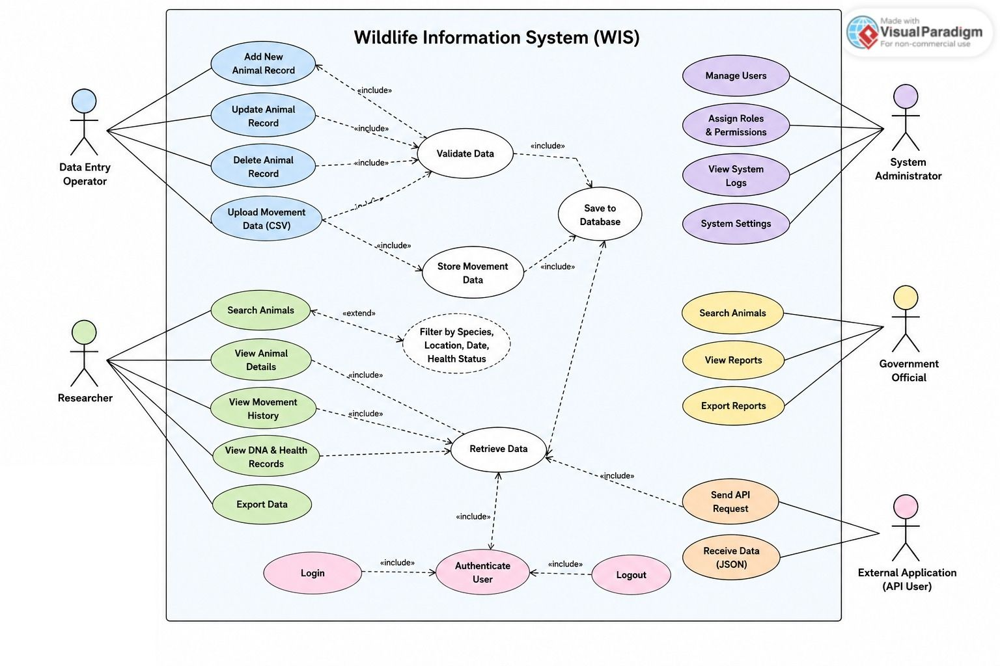 Wildlife Information System (WIS)
Made with
VisualParadigm
For non-commercial use
Data Entry
Operator
Add New
Animal Record
Update Animal
Record
Delete Animal
Record
Upload Movement
Data (CSV)
«include»
«include»
«include»
«include»
Validate Data
«include»
Save to
Database
Store Movement
Data
«include»
Manage Users
Assign Roles
& Permissions
View System
Logs
System Settings
System
Administrator
Researcher
Search Animals
View Animal
Details
View Movement
History
View DNA & Health
Records
Export Data
«extend»
Filter by Species,
Location, Date,
Health Status
«include»
«include»
Retrieve Data
Search Animals
View Reports
Export Reports
Government
Official
«include»
Send API
Request
Receive Data
(JSON)
External Application
(API User)
«include»
Login
«include»
Authenticate
User
«include»
Logout